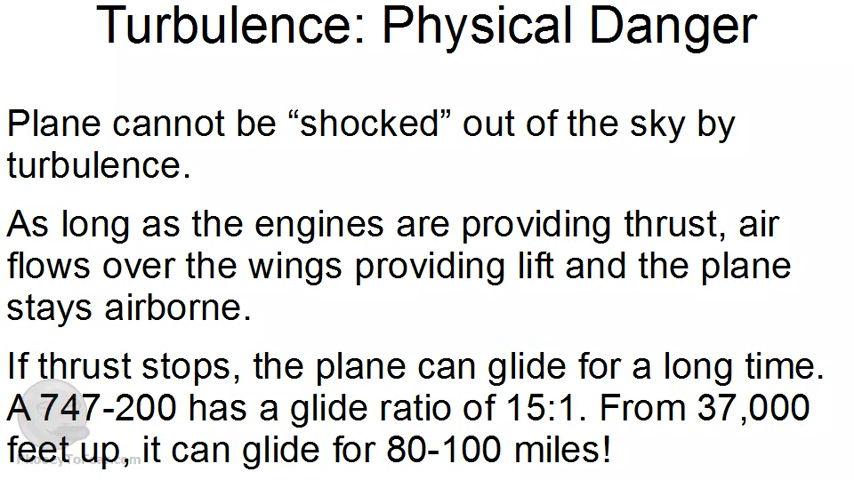 Turbulence: Physical Danger
Plane cannot be “shocked” out of the sky by
turbulence.
As long as the engines are providing thrust, air
flows over the wings providing lift and the plane
stays airborne.
If thrust stops, the plane can glide for a long time.
A 747-200 has a glide ratio of 15:1. From 37,000
feet up, it can glide for 80-100 miles!